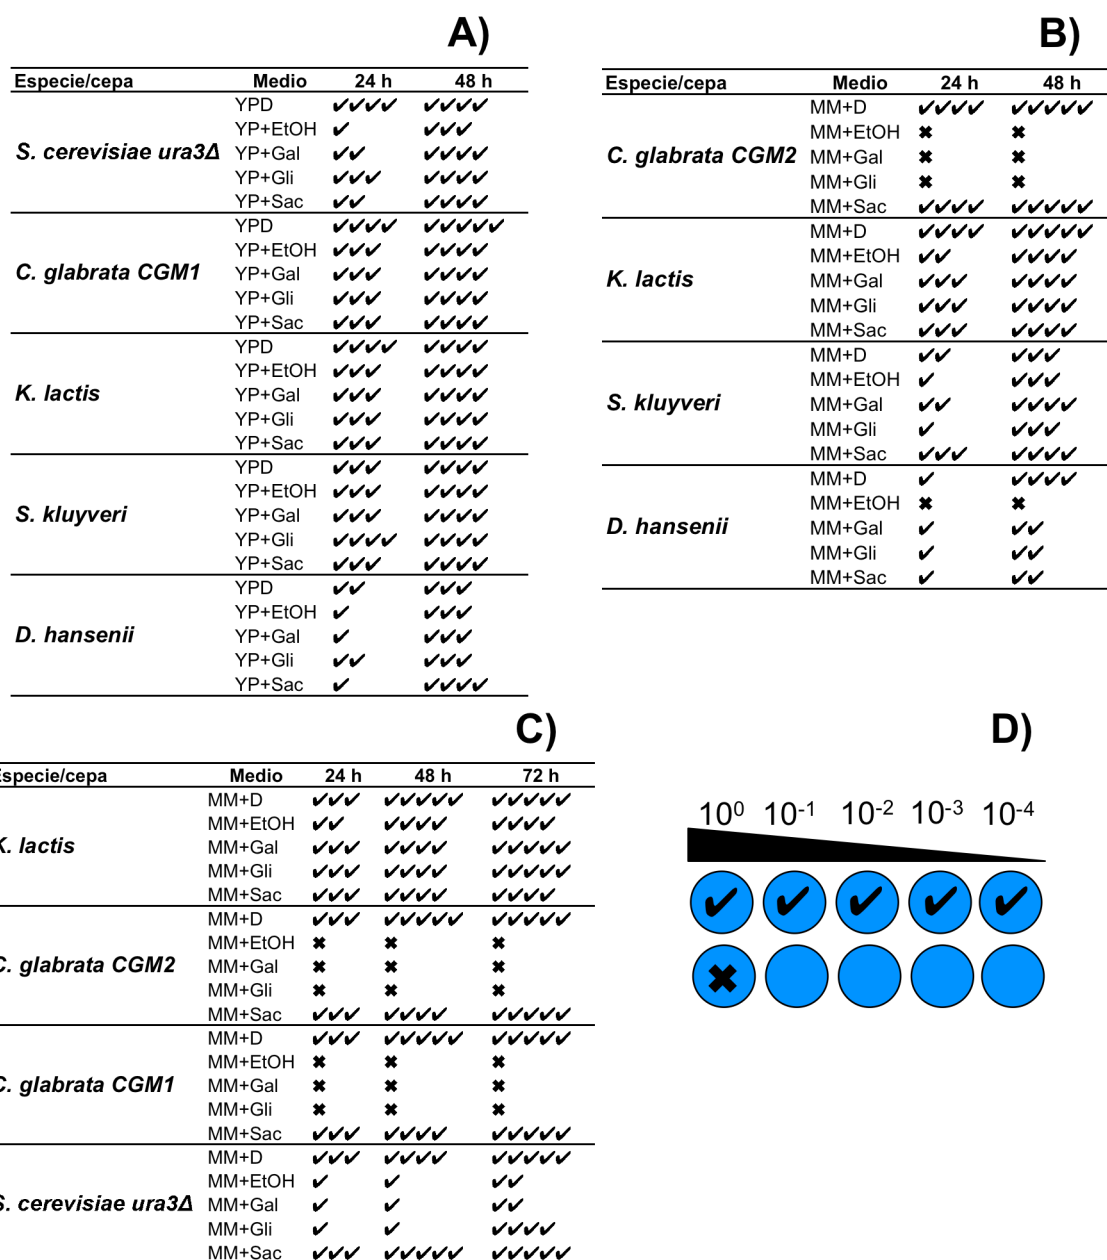 A)
Especie/cepa Medio 24 h 48 h
YPD ✔✔✔✔ ✔✔✔✔
YP+EtOH ✔ ✔✔✔
S. cerevisiae ura3Δ YP+Gal ✔✔ ✔✔✔✔
YP+Gli ✔✔✔ ✔✔✔✔
YP+Sac ✔✔ ✔✔✔✔
YPD ✔✔✔✔ ✔✔✔✔✔
YP+EtOH ✔✔✔ ✔✔✔✔
C. glabrata CGM1 YP+Gal ✔✔✔ ✔✔✔✔
YP+Gli ✔✔✔ ✔✔✔✔
YP+Sac ✔✔✔ ✔✔✔✔
YPD ✔✔✔✔ ✔✔✔✔
YP+EtOH ✔✔✔ ✔✔✔✔
K. lactis YP+Gal ✔✔✔ ✔✔✔✔
YP+Gli ✔✔✔ ✔✔✔✔
YP+Sac ✔✔✔ ✔✔✔✔
YPD ✔✔✔ ✔✔✔✔
YP+EtOH ✔✔✔ ✔✔✔✔
S. kluyveri YP+Gal ✔✔✔ ✔✔✔✔
YP+Gli ✔✔✔✔ ✔✔✔✔
YP+Sac ✔✔✔ ✔✔✔✔
YPD ✔✔ ✔✔✔
YP+EtOH ✔ ✔✔✔
D. hansenii YP+Gal ✔ ✔✔✔
YP+Gli ✔✔ ✔✔✔
YP+Sac ✔ ✔✔✔✔
B)
Especie/cepa Medio 24 h 48 h
MM+D ✔✔✔✔ ✔✔✔✔✔
MM+EtOH ✖ ✖
C. glabrata CGM2 MM+Gal ✖ ✖
MM+Gli ✖ ✖
MM+Sac ✔✔✔✔ ✔✔✔✔✔
MM+D ✔✔✔✔ ✔✔✔✔✔
MM+EtOH ✔✔ ✔✔✔✔
K. lactis MM+Gal ✔✔✔ ✔✔✔✔
MM+Gli ✔✔✔ ✔✔✔✔
MM+Sac ✔✔✔ ✔✔✔✔
MM+D ✔✔ ✔✔✔
MM+EtOH ✔ ✔✔✔
S. kluyveri MM+Gal ✔✔ ✔✔✔✔
MM+Gli ✔ ✔✔✔
MM+Sac ✔✔✔ ✔✔✔✔
MM+D ✔ ✔✔✔✔
MM+EtOH ✖ ✖
D. hansenii MM+Gal ✔ ✔✔
MM+Gli ✔ ✔✔
MM+Sac ✔ ✔✔
C)
Especie/cepa Medio 24 h 48 h 72 h
MM+D ✔✔✔ ✔✔✔✔✔ ✔✔✔✔✔
MM+EtOH ✔✔ ✔✔✔✔ ✔✔✔✔
K. lactis MM+Gal ✔✔✔ ✔✔✔✔ ✔✔✔✔✔
MM+Gli ✔✔✔ ✔✔✔✔ ✔✔✔✔✔
MM+Sac ✔✔✔ ✔✔✔✔ ✔✔✔✔
MM+D ✔✔✔ ✔✔✔✔✔ ✔✔✔✔✔
MM+EtOH ✖ ✖ ✖
C. glabrata CGM2 MM+Gal ✖ ✖ ✖
MM+Gli ✖ ✖ ✖
MM+Sac ✔✔✔ ✔✔✔✔ ✔✔✔✔✔
MM+D ✔✔✔ ✔✔✔✔✔ ✔✔✔✔✔
MM+EtOH ✖ ✖ ✖
C. glabrata CGM1 MM+Gal ✖ ✖ ✖
MM+Gli ✖ ✖ ✖
MM+Sac ✔✔✔ ✔✔✔✔ ✔✔✔✔✔
MM+D ✔✔✔ ✔✔✔✔ ✔✔✔✔✔
MM+EtOH ✔ ✔ ✔✔
S. cerevisiae ura3Δ MM+Gal ✔ ✔ ✔✔
MM+Gli ✔ ✔ ✔✔✔✔
MM+Sac ✔✔✔ ✔✔✔✔✔ ✔✔✔✔✔
D)
10⁰ 10⁻¹ 10⁻² 10⁻³ 10⁻⁴
✔ ✔ ✔ ✔ ✔
✖